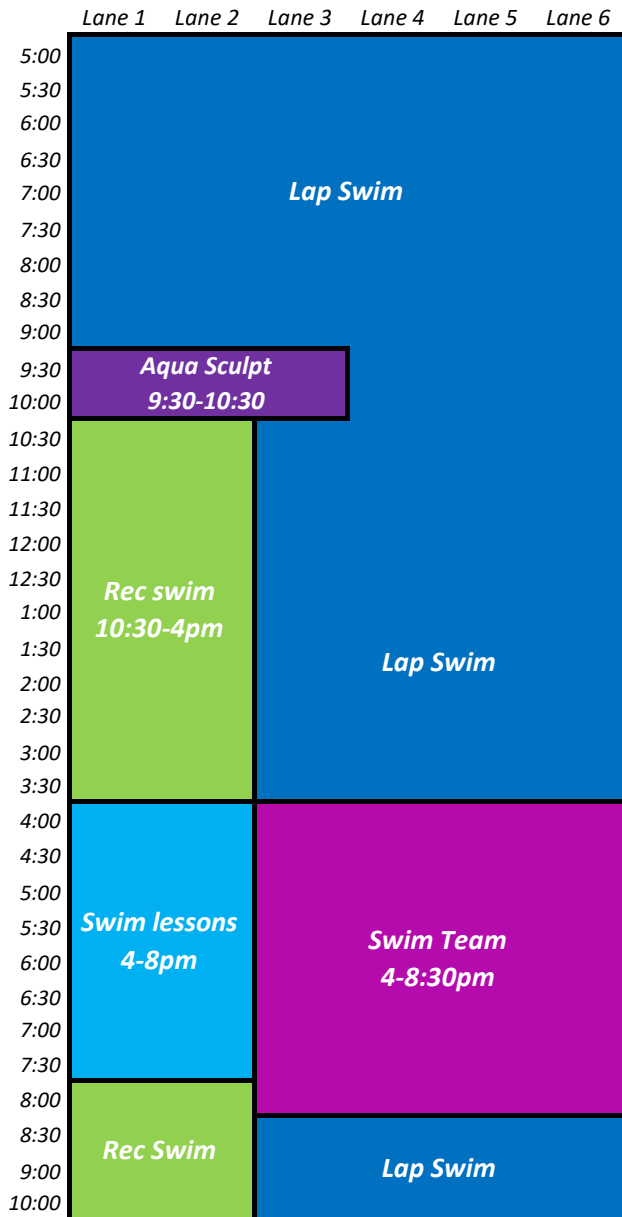 Lane 1 Lane 2 Lane 3 Lane 4 Lane 5 Lane 6
5:00
5:30
6:00
6:30
7:00
Lap Swim
7:30
8:00
8:30
9:00
9:30
Aqua Sculpt
10:00
9:30-10:30
10:30
11:00
11:30
12:00
12:30
Rec swim
1:00
10:30-4pm
1:30
Lap Swim
2:00
2:30
3:00
3:30
4:00
4:30
5:00
5:30
Swim lessons
4-8pm
Swim Team
4-8:30pm
6:00
6:30
7:00
7:30
8:00
8:30
Rec Swim
Lap Swim
9:00
10:00